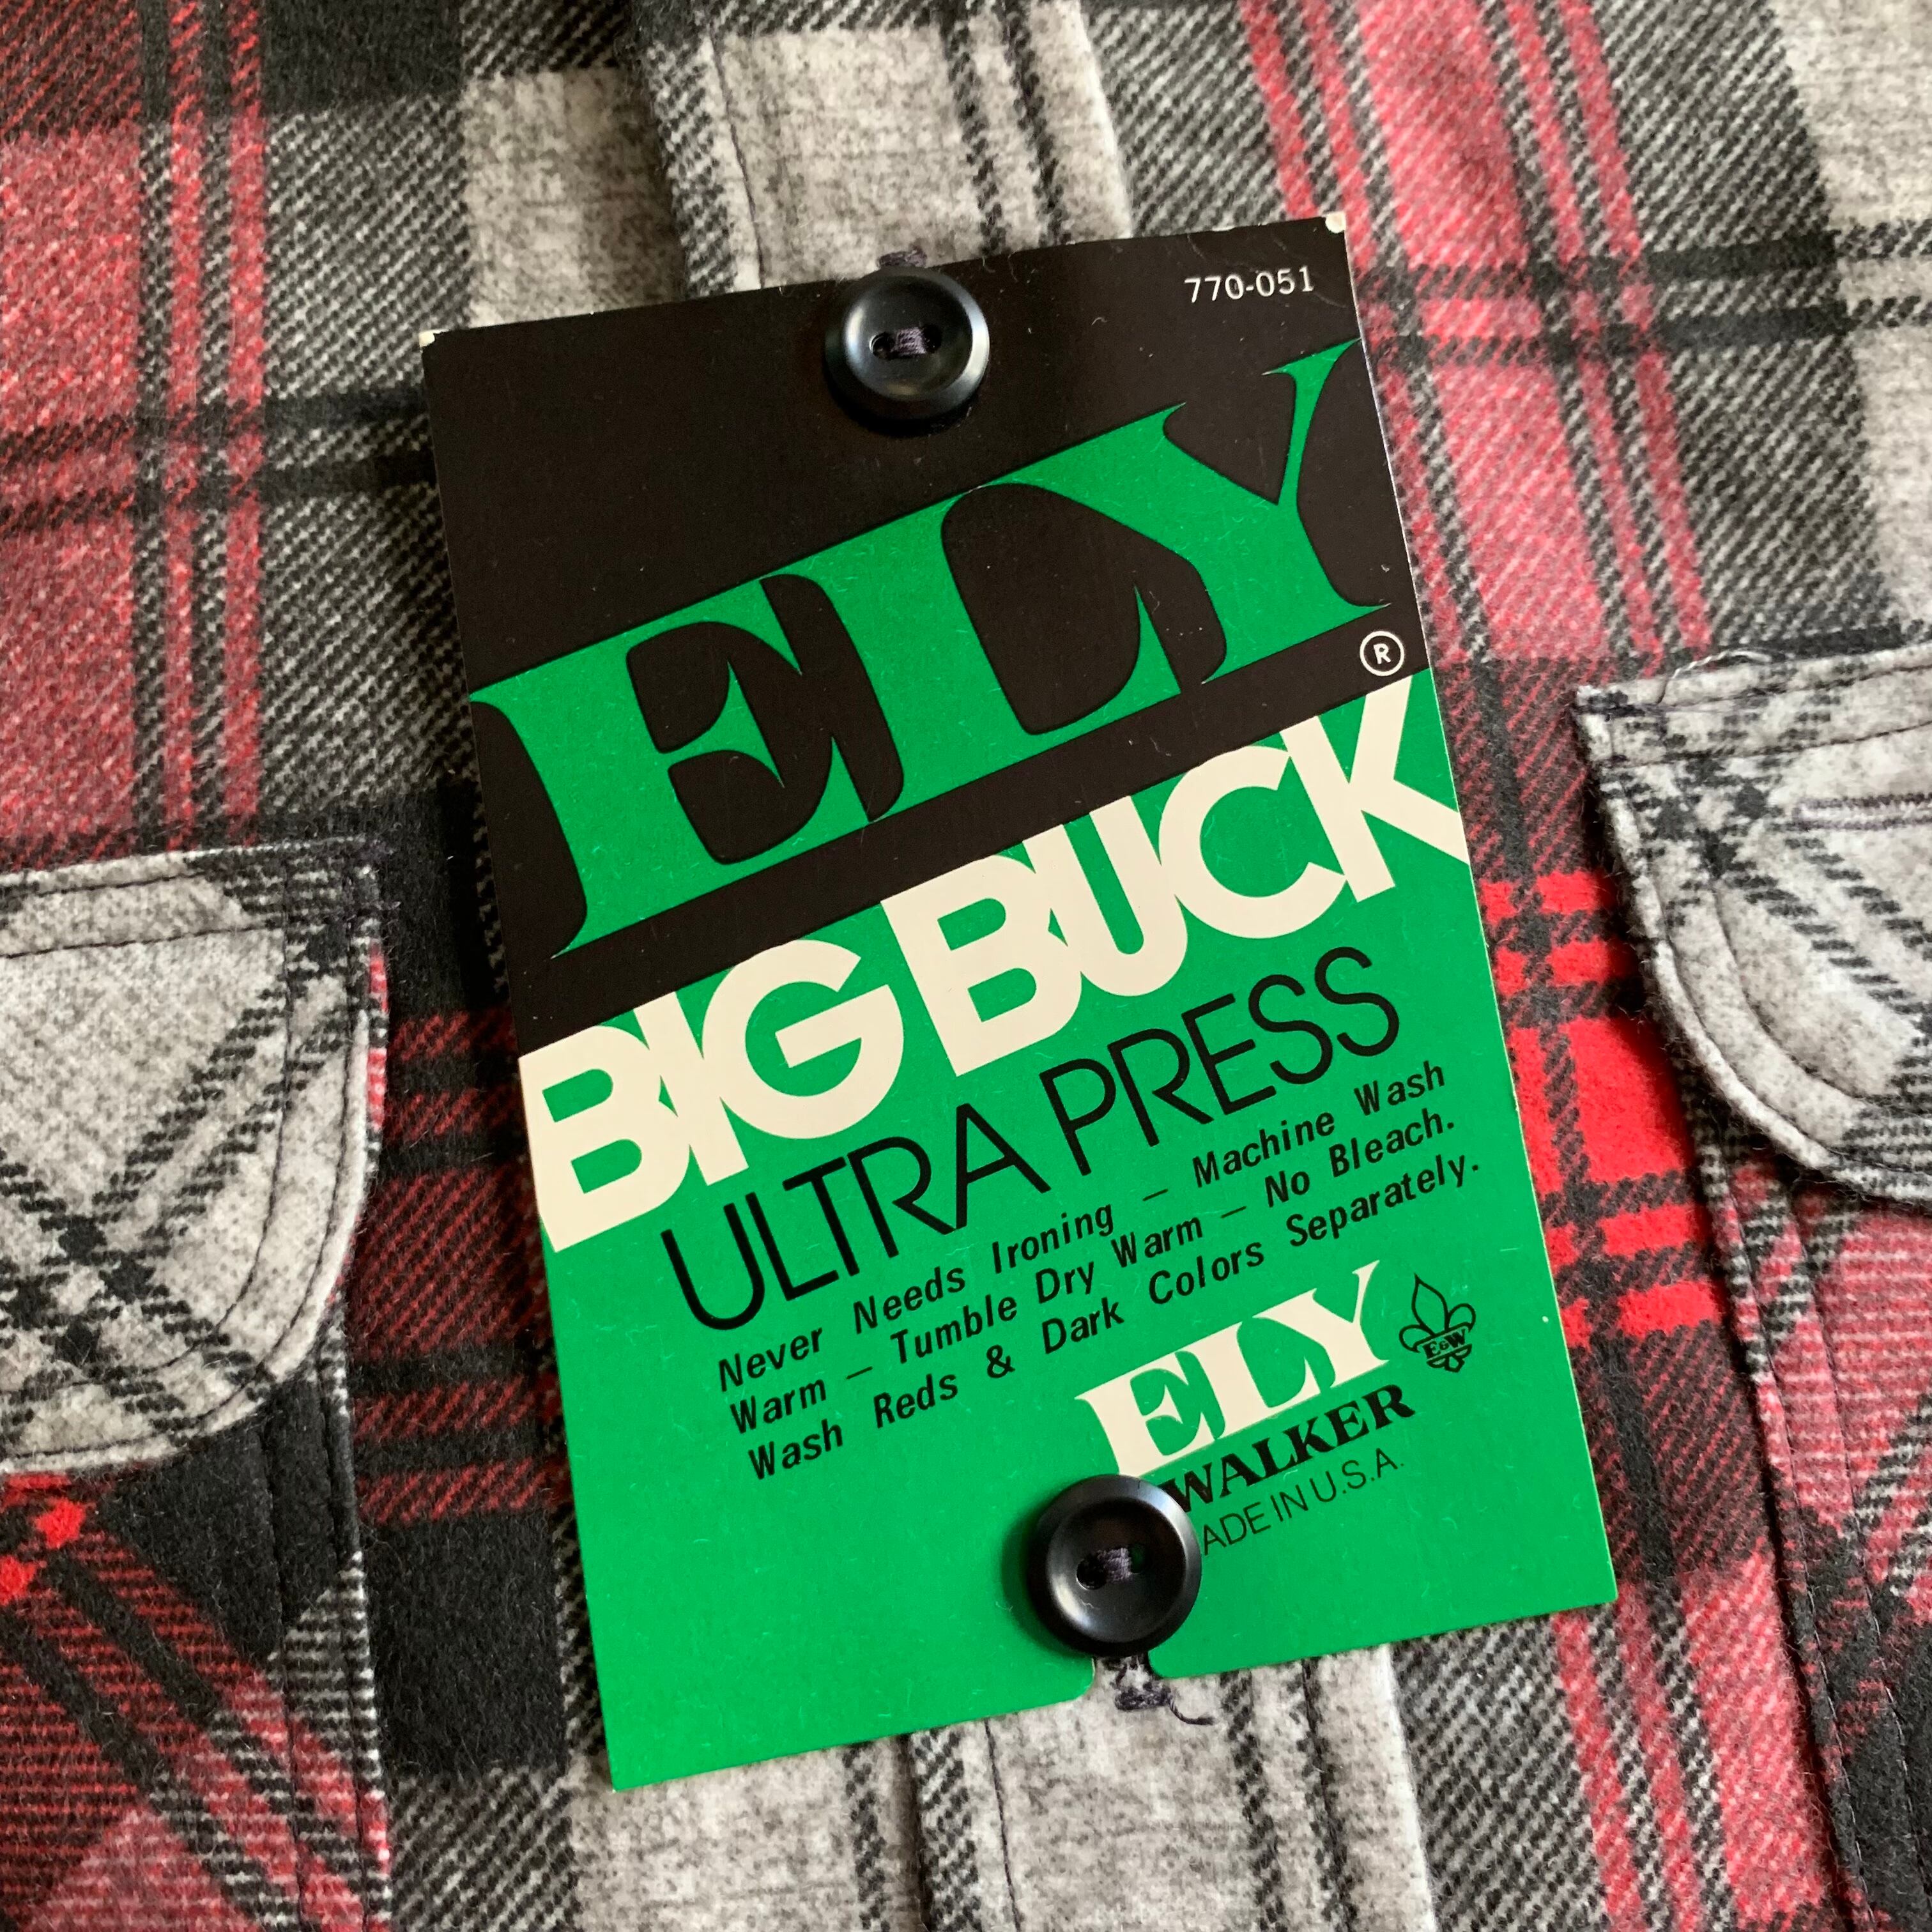 770-051
ELY
®
BIG BUCK
ULTRA PRESS
Never Needs Ironing — Machine Wash
Warm — Tumble Dry Warm — No Bleach.
Wash Reds & Dark Colors Separately.
ELY
E&W
WALKER
ADE IN U.S.A.